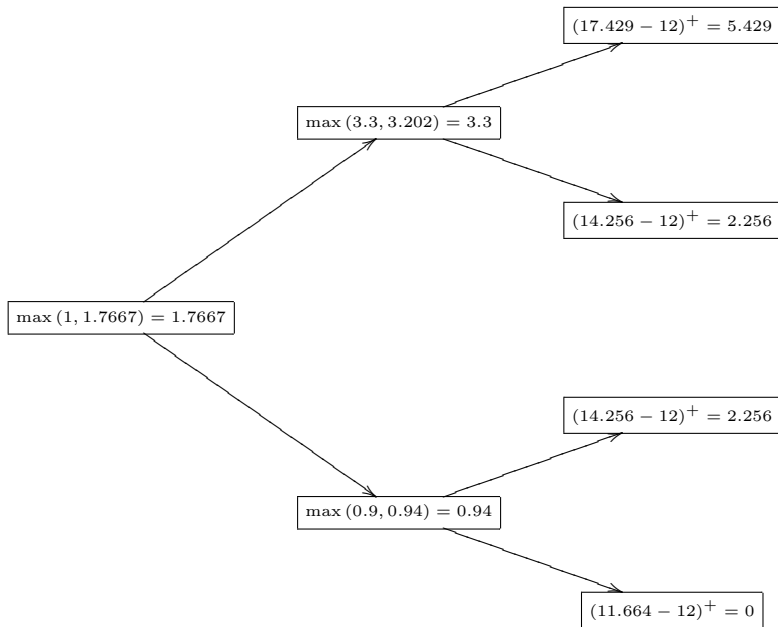 (17.429 − 12)⁺ = 5.429
max (3.3, 3.202) = 3.3
(14.256 − 12)⁺ = 2.256
max (1, 1.7667) = 1.7667
(14.256 − 12)⁺ = 2.256
max (0.9, 0.94) = 0.94
(11.664 − 12)⁺ = 0